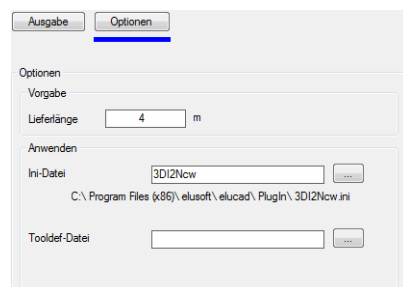 Ausgabe Optionen
Optionen
Vorgabe
Lieferlänge 4 m
Anwenden
Ini-Datei 3DI2Ncw ...
C:\ Program Files (x86)\ elusoft\ elucad\ PlugIn\ 3DI2Ncw.ini
Tooldef-Datei ...